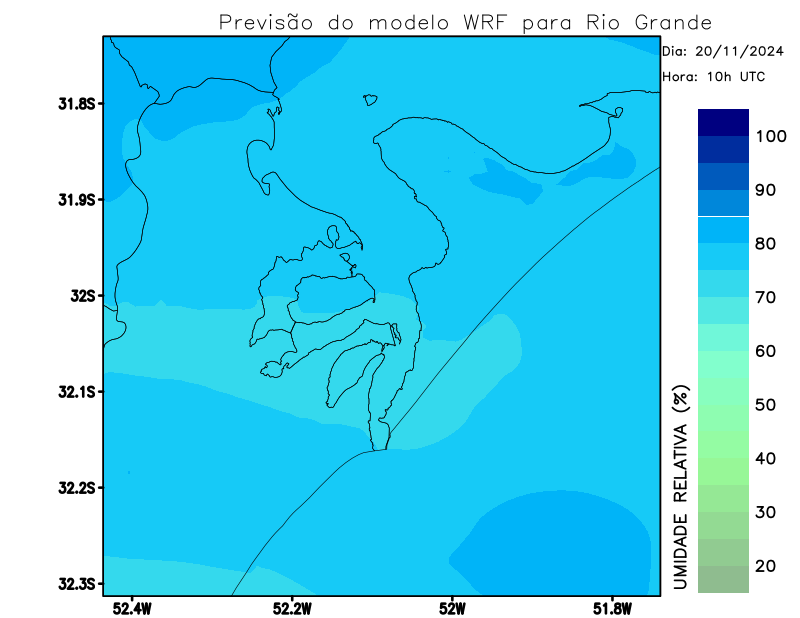 Previsão do modelo WRF para Rio Grande
Dia: 20/11/2024
Hora: 10h UTC
31.8S
31.9S
32S
32.1S
32.2S
32.3S
52.4W
52.2W
52W
51.8W
100
90
80
70
60
50
40
30
20
UMIDADE RELATIVA (%)